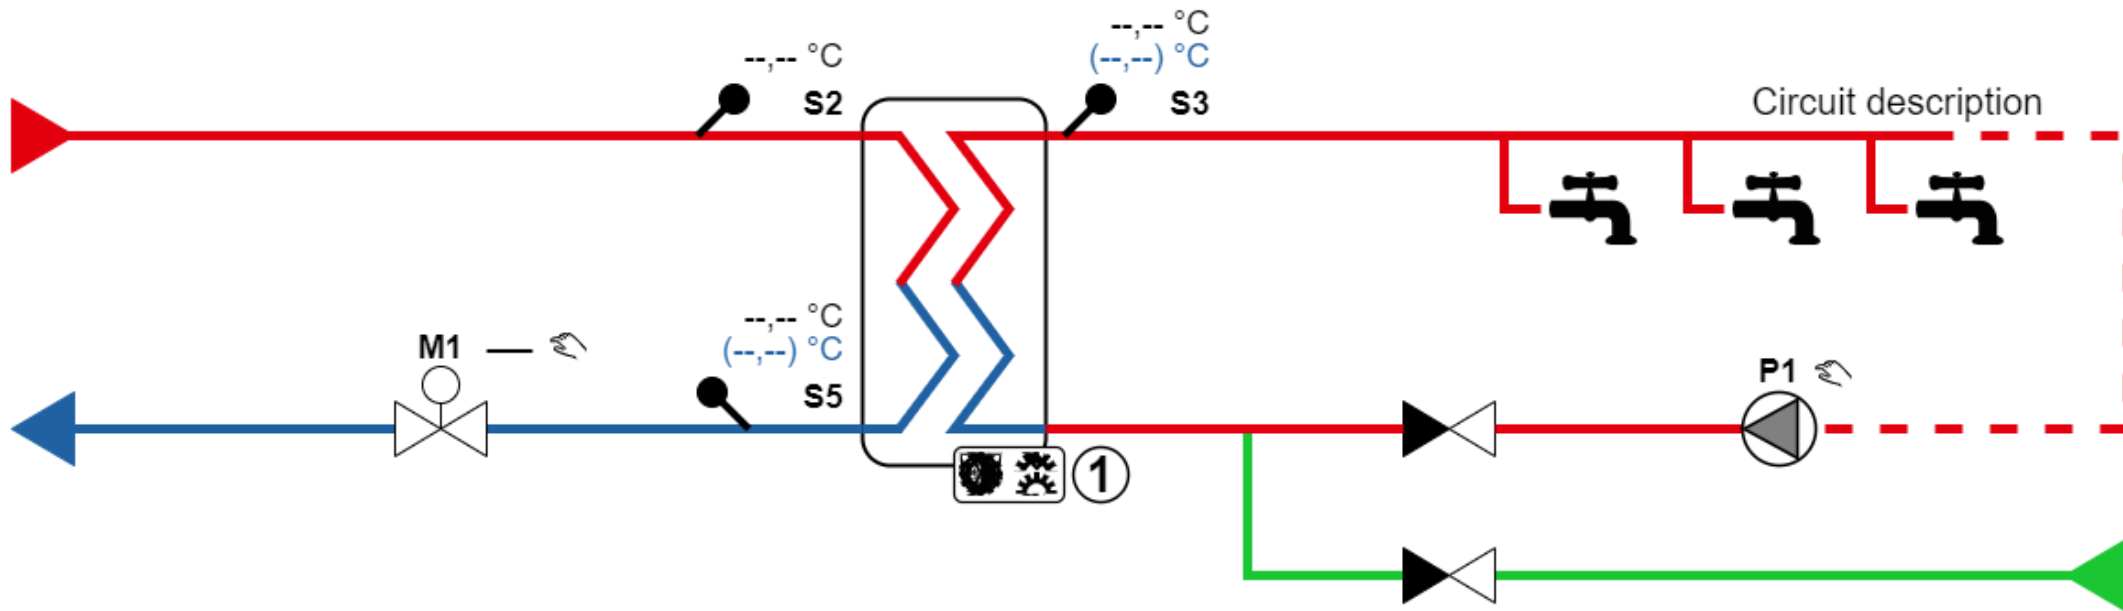 --,-- °C
(--,--) °C
S3
--,-- °C
S2
Circuit description
--,-- °C
(--,--) °C
S5
M1
P1
1